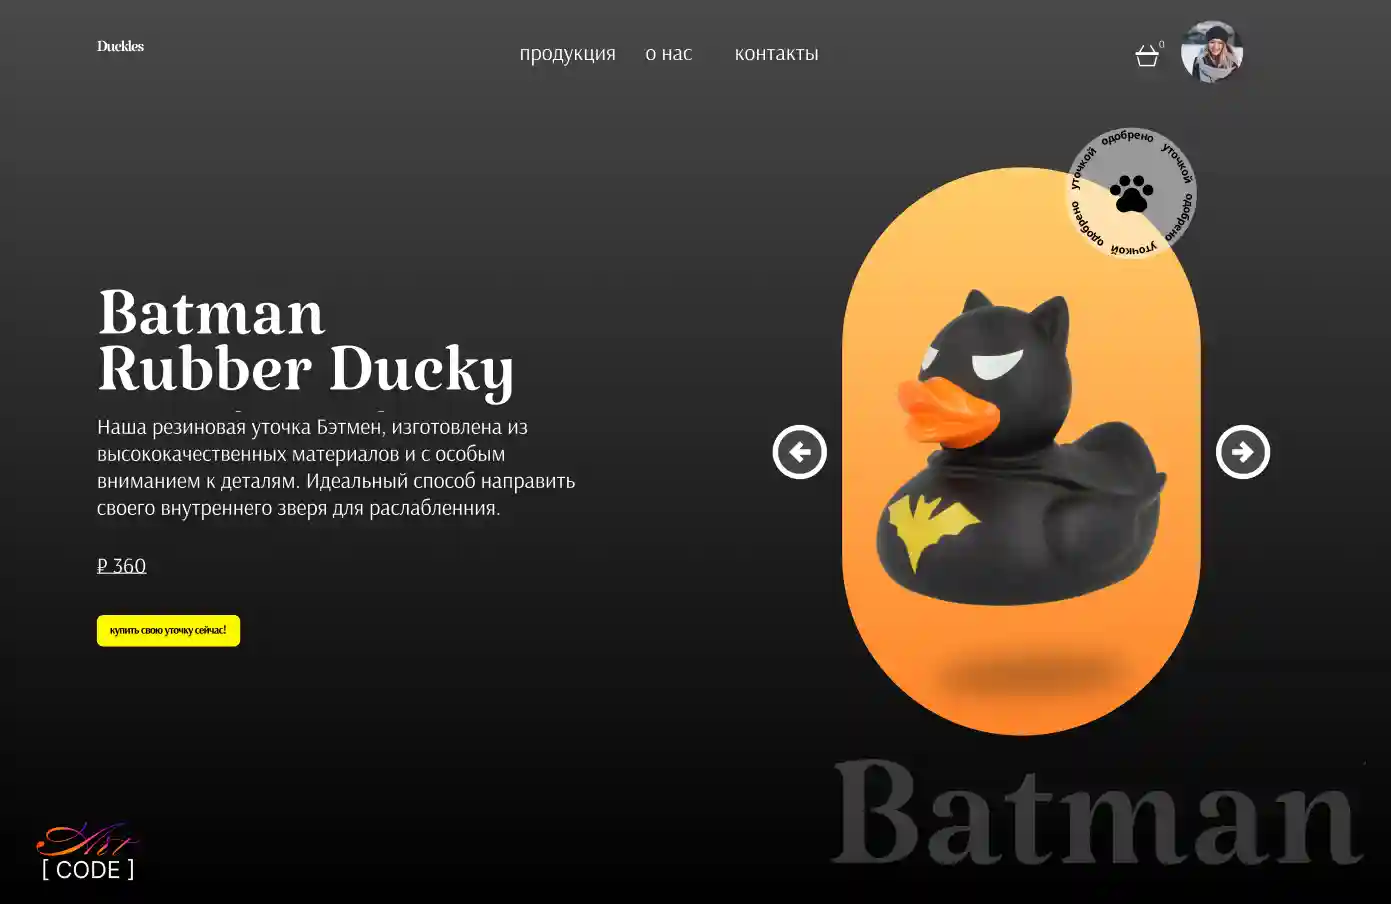 Duckles
продукция о нас контакты
0
одобрено уточкой одобрено уточкой одобрено уточкой
Batman
Rubber Ducky
Наша резиновая уточка Бэтмен, изготовлена из
высококачественных материалов и с особым
вниманием к деталям. Идеальный способ направить
своего внутреннего зверя для раслабленния.
₽ 360
купить свою уточку сейчас!
Batman
Art
[ CODE ]